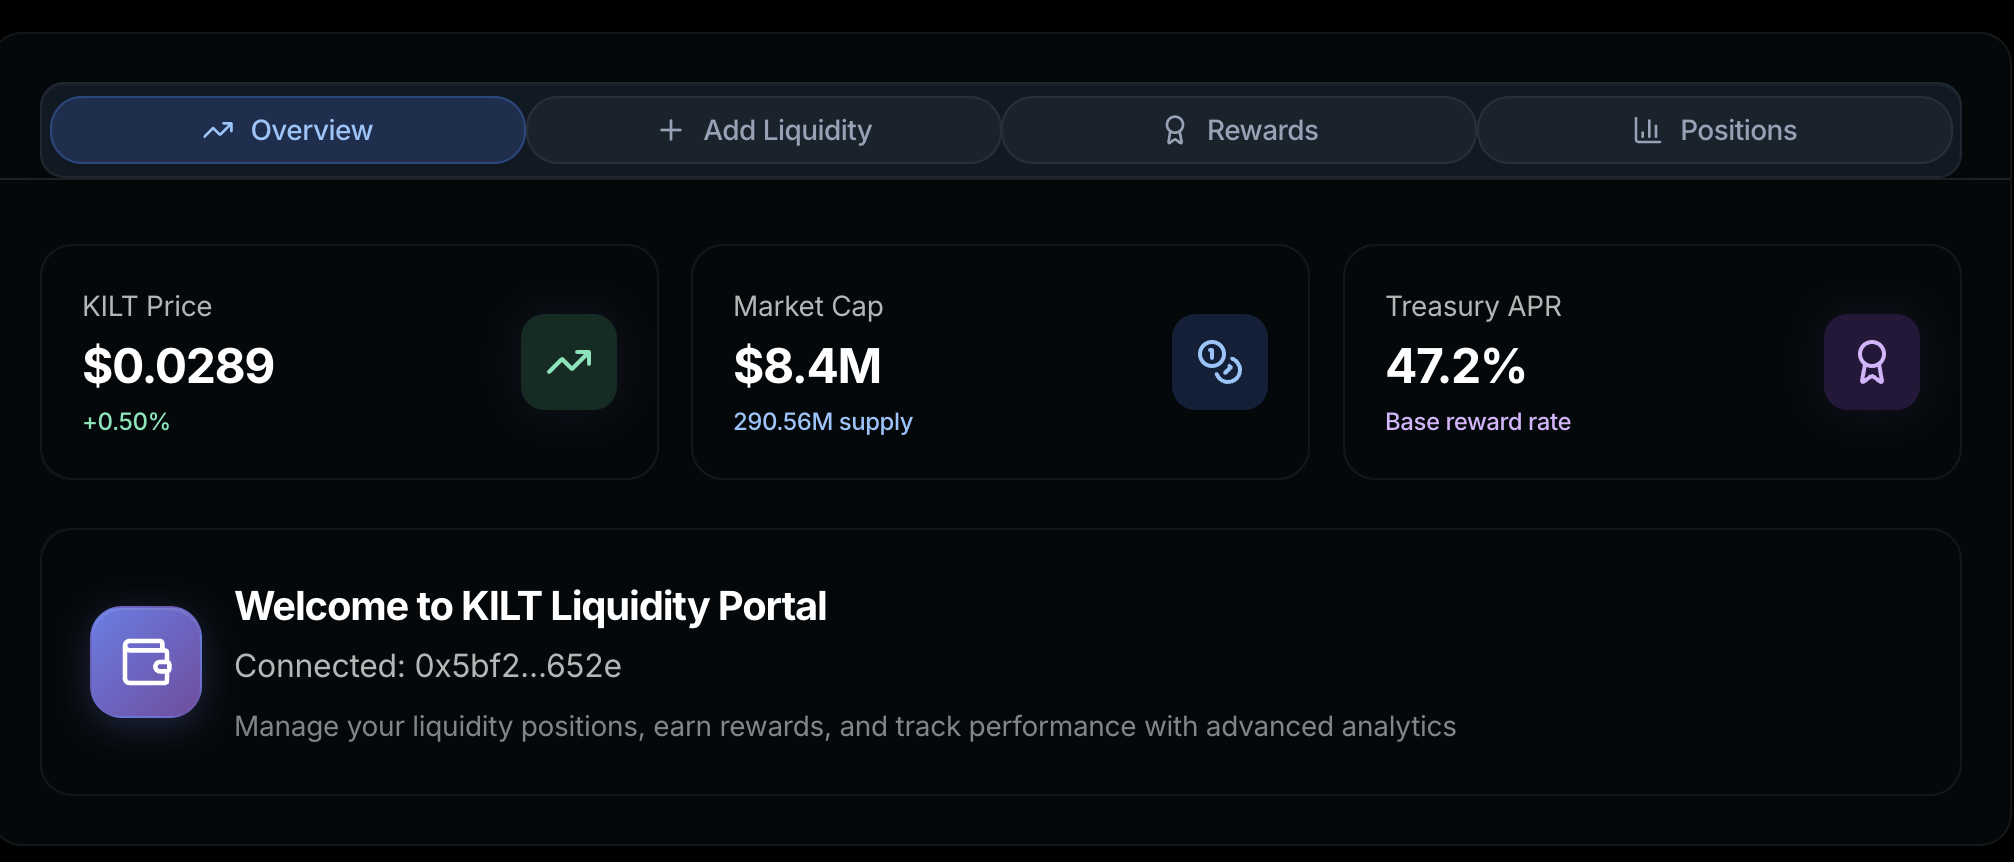 Overview
Add Liquidity
Rewards
Positions
KILT Price
$0.0289
+0.50%
Market Cap
$8.4M
290.56M supply
Treasury APR
47.2%
Base reward rate
Welcome to KILT Liquidity Portal
Connected: 0x5bf2...652e
Manage your liquidity positions, earn rewards, and track performance with advanced analytics